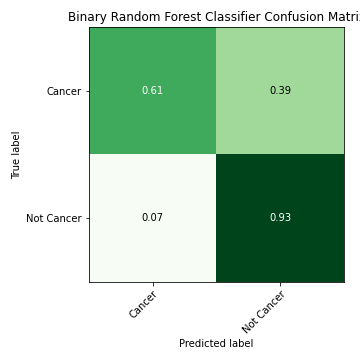 Binary Random Forest Classifier Confusion Matri
Cancer
0.61
0.39
True label
Not Cancer
0.07
0.93
Cancer
Not Cancer
Predicted label